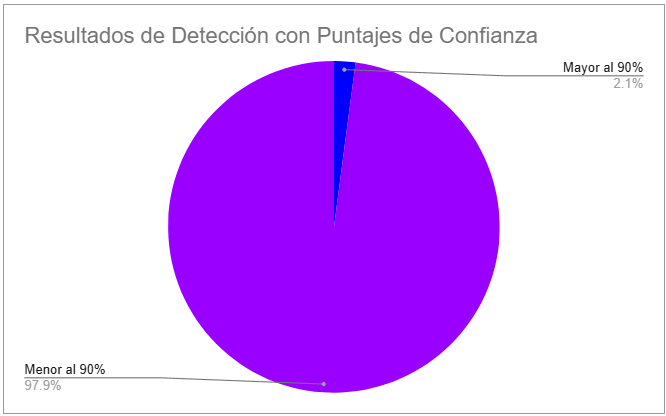 Resultados de Detección con Puntajes de Confianza
Mayor al 90%
2.1%
Menor al 90%
97.9%